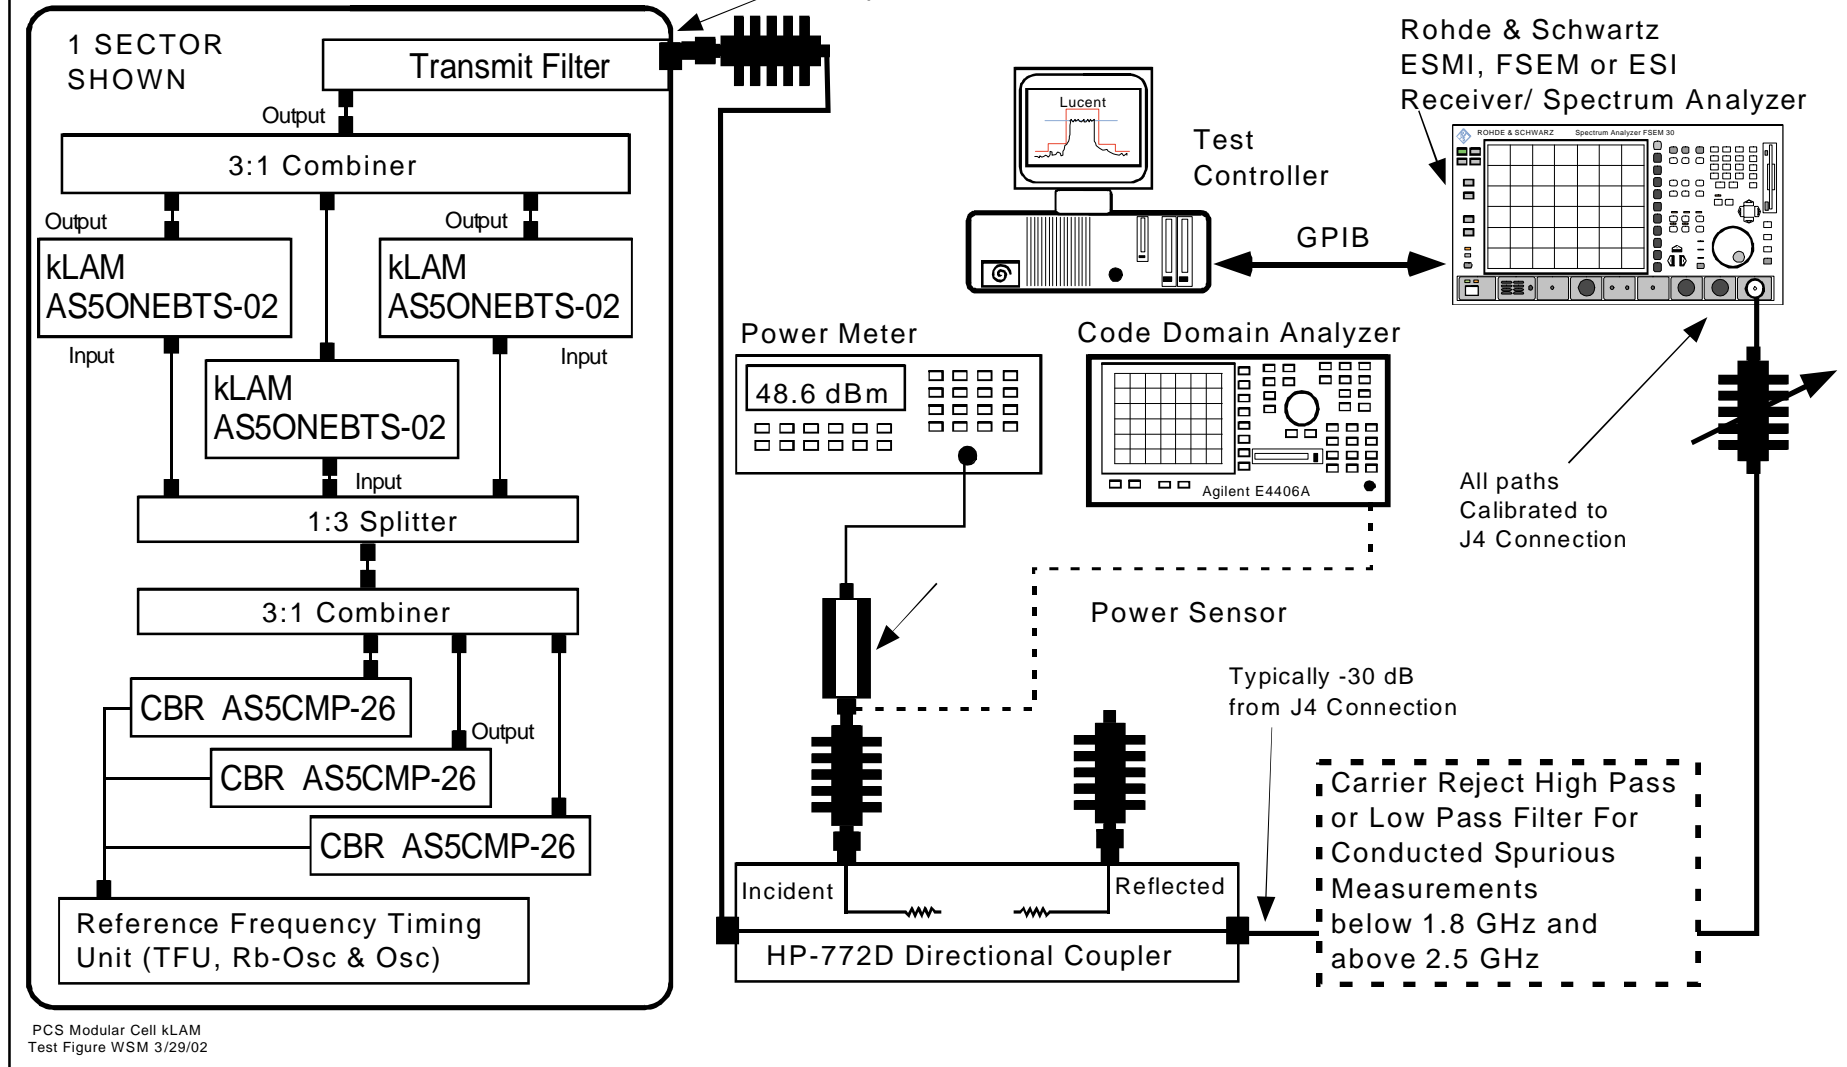 1 SECTOR
SHOWN
Transmit Filter
Output
3:1 Combiner
Output
Output
kLAM
AS5ONEBTS-02
kLAM
AS5ONEBTS-02
Input
Input
kLAM
AS5ONEBTS-02
Input
1:3 Splitter
3:1 Combiner
CBR AS5CMP-26
Output
CBR AS5CMP-26
CBR AS5CMP-26
Reference Frequency Timing
Unit (TFU, Rb-Osc & Osc)
PCS Modular Cell kLAM
Test Figure WSM 3/29/02
Lucent
Test
Controller
GPIB
Rohde & Schwartz
ESMI, FSEM or ESI
Receiver/ Spectrum Analyzer
ROHDE & SCHWARZ Spectrum Analyzer FSEM 30
Power Meter
48.6 dBm
Code Domain Analyzer
Agilent E4406A
All paths
Calibrated to
J4 Connection
Power Sensor
Typically -30 dB
from J4 Connection
Incident
Reflected
HP-772D Directional Coupler
Carrier Reject High Pass
or Low Pass Filter For
Conducted Spurious
Measurements
below 1.8 GHz and
above 2.5 GHz